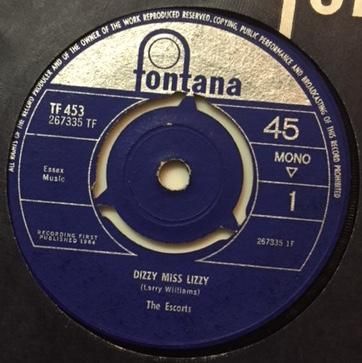 ALL RIGHTS OF THE RECORD PRODUCER AND OF THE OWNER OF THE WORK REPRODUCED RESERVED. COPYING, PUBLIC PERFORMANCE AND BROADCASTING OF THIS RECORD PROHIBITED
fontana
TF 453
267335 TF
45
MONO
1
Essex
Music
RECORDING FIRST
PUBLISHED 1964
267335 1F
DIZZY MISS LIZZY
(Larry Williams)
The Escorts